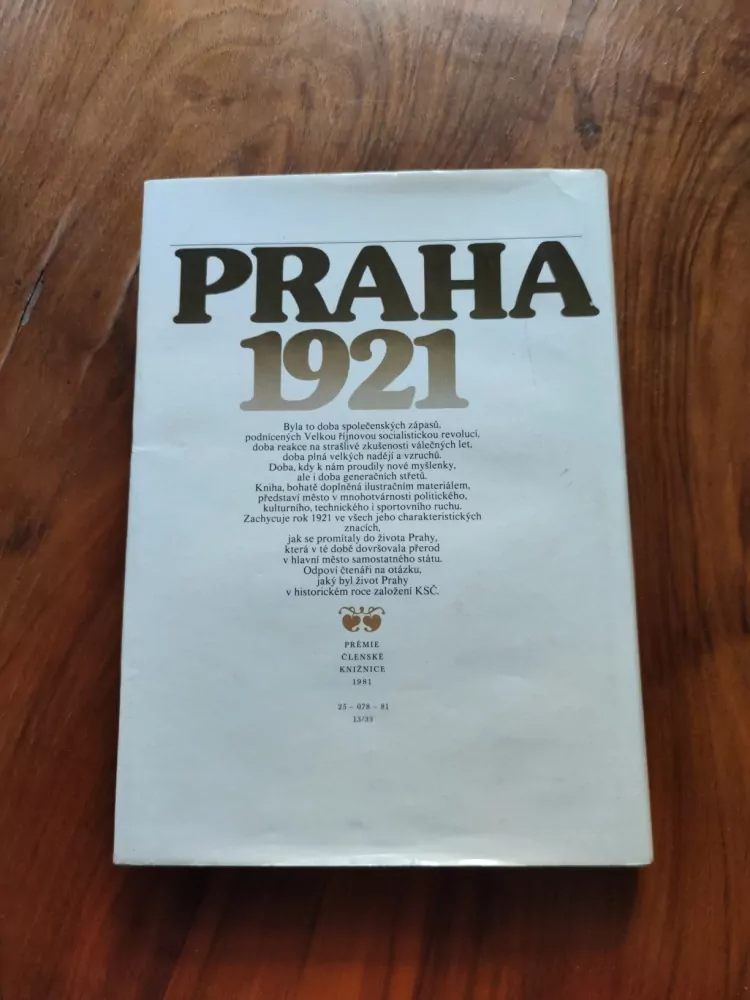 PRAHA
1921
Byla to doba společenských zápasů,
podnícených Velkou říjnovou socialistickou revolucí,
doba reakce na strašlivé zkušenosti válečných let,
doba plná velkých nadějí a vzruchů.
Doba, kdy k nám proudily nové myšlenky,
ale i doba generačních střetů.
Kniha, bohatě doplněná ilustračním materiálem,
představí město v mnohotvárnosti politického,
kulturního, technického i sportovního ruchu.
Zachycuje rok 1921 ve všech jeho charakteristických
znacích,
jak se promítaly do života Prahy,
která v té době dovršovala přerod
v hlavní město samostatného státu.
Odpoví čtenáři na otázku,
jaký byl život Prahy
v historickém roce založení KSČ.
PRÉMIE
ČLENSKÉ
KNIŽNICE
1981
25 - 078 - 81
13/33